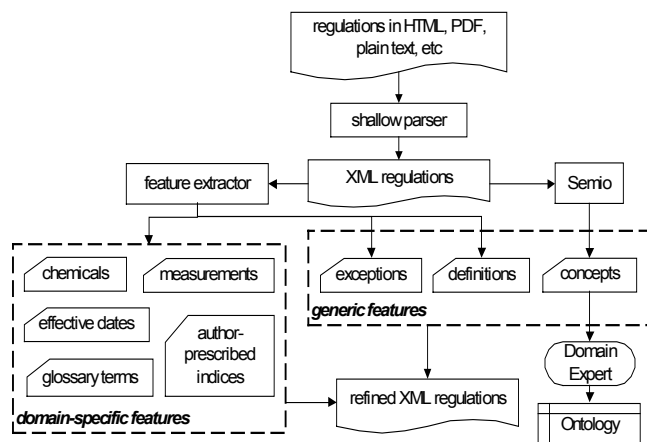 regulations in HTML, PDF,
plain text, etc
shallow parser
feature extractor
XML regulations
Semio
chemicals
measurements
exceptions
definitions
concepts
generic features
effective dates
author-
prescribed
indices
glossary terms
domain-specific features
refined XML regulations
Domain
Expert
Ontology